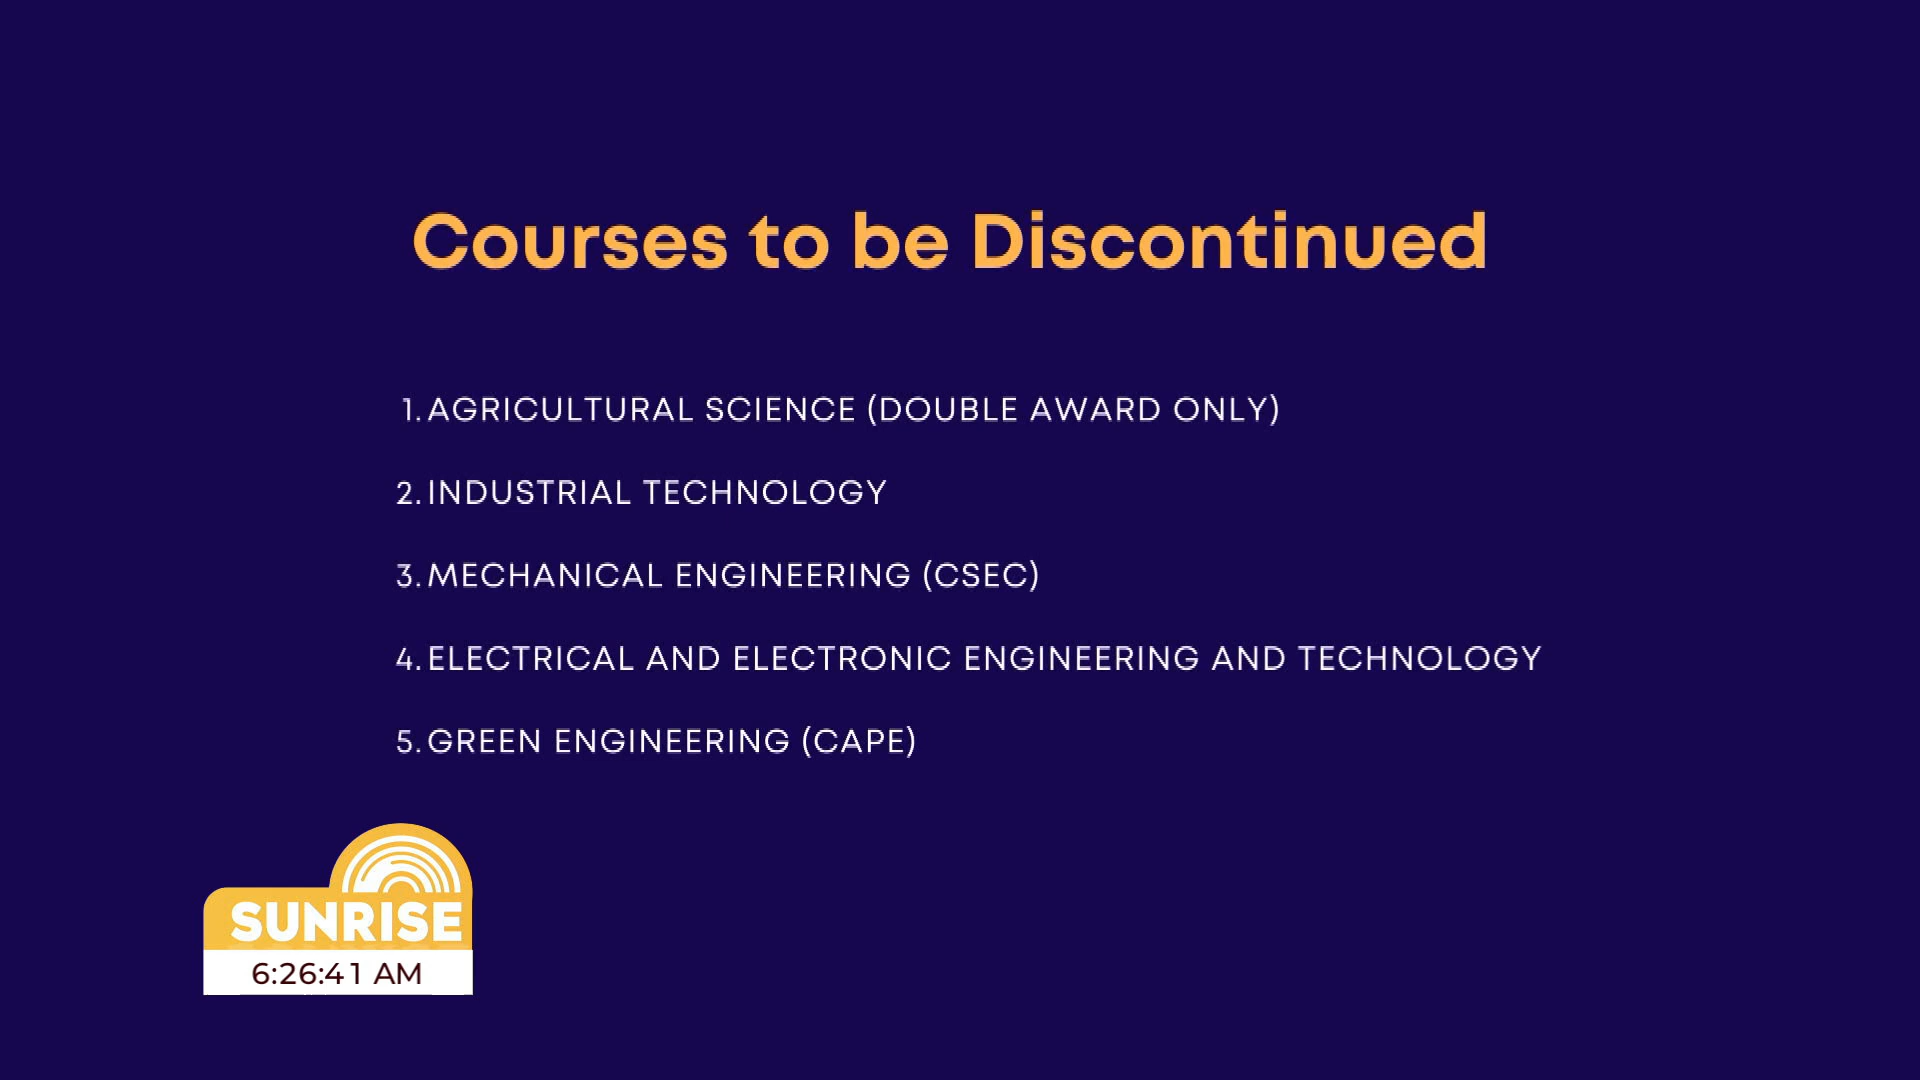 Courses to be Discontinued
1. AGRICULTURAL SCIENCE (DOUBLE AWARD ONLY)
2. INDUSTRIAL TECHNOLOGY
3. MECHANICAL ENGINEERING (CSEC)
4. ELECTRICAL AND ELECTRONIC ENGINEERING AND TECHNOLOGY
5. GREEN ENGINEERING (CAPE)
SUNRISE
6:26:41 AM